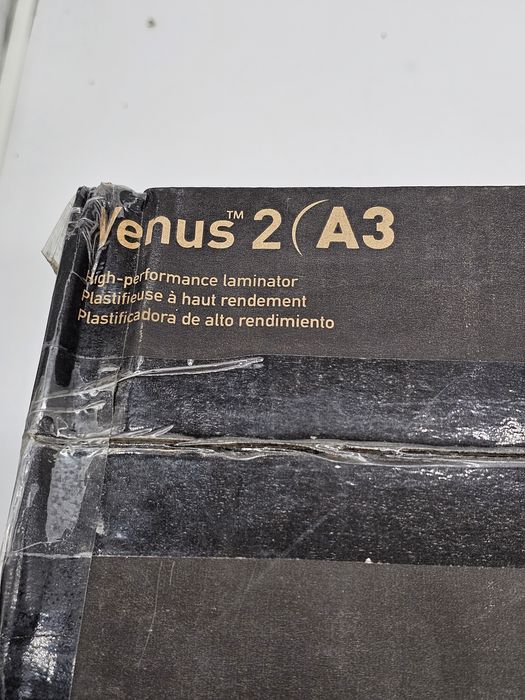 Venus™ 2 (A3
High-performance laminator
Plastifieuse à haut rendement
Plastificadora de alto rendimiento